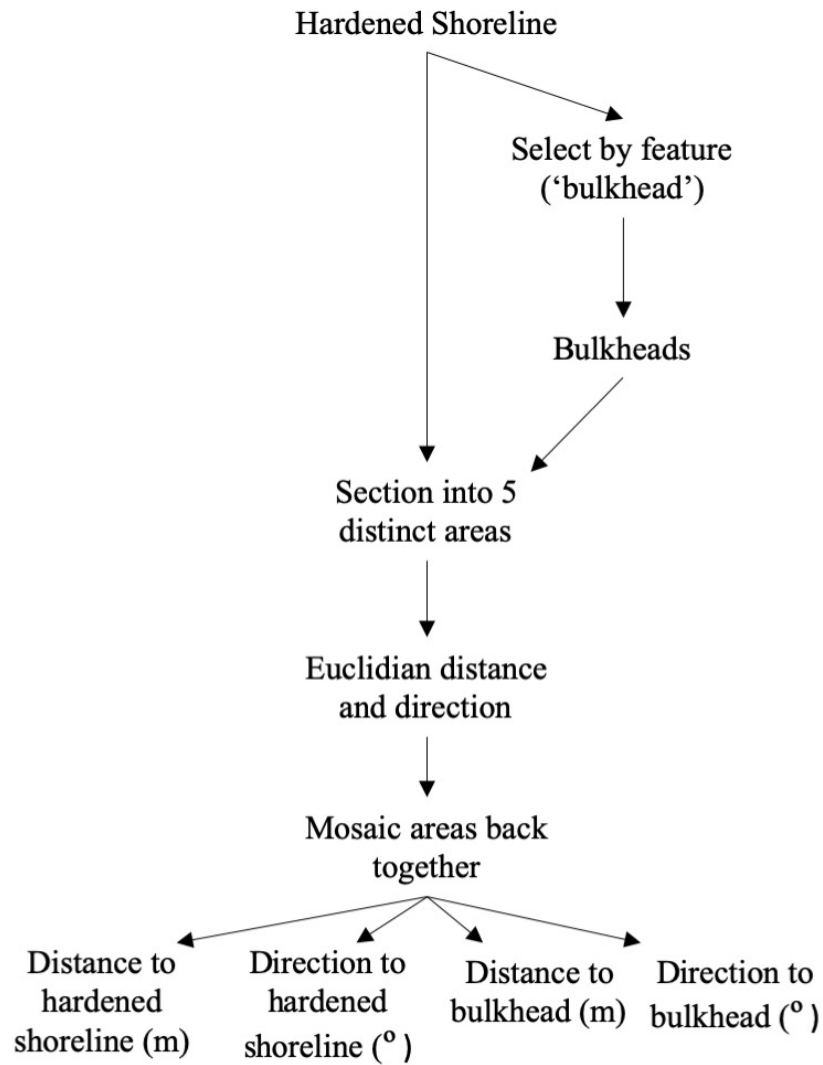 Hardened Shoreline
Select by feature
(‘bulkhead’)
Bulkheads
Section into 5
distinct areas
Euclidian distance
and direction
Mosaic areas back
together
Distance to
hardened
shoreline (m)
Direction to
hardened
shoreline (º)
Distance to
bulkhead (m)
Direction to
bulkhead (º)